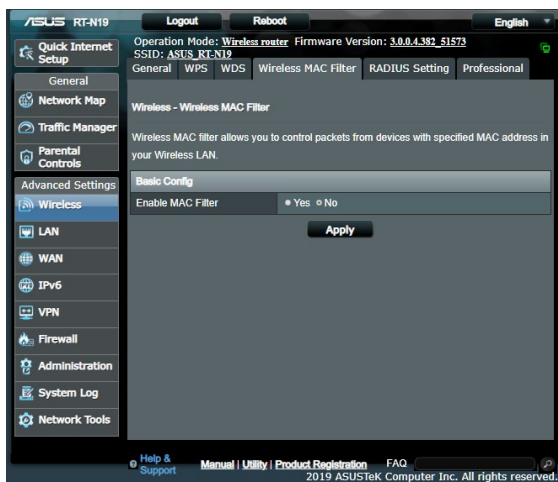 ASUS RT-N19
Logout
Reboot
English
Operation Mode: Wireless router Firmware Version: 3.0.0.4.382_51573
SSID: ASUS_RT-N19
Quick Internet
Setup
General
Network Map
Traffic Manager
Parental
Controls
Advanced Settings
Wireless
LAN
WAN
IPv6
VPN
Firewall
Administration
System Log
Network Tools
General WPS WDS Wireless MAC Filter RADIUS Setting Professional
Wireless - Wireless MAC Filter
Wireless MAC filter allows you to control packets from devices with specified MAC address in
your Wireless LAN.
Basic Config
Enable MAC Filter Yes No
Apply
Help &
Support
Manual | Utility | Product Registration FAQ
2019 ASUSTeK Computer Inc. All rights reserved.